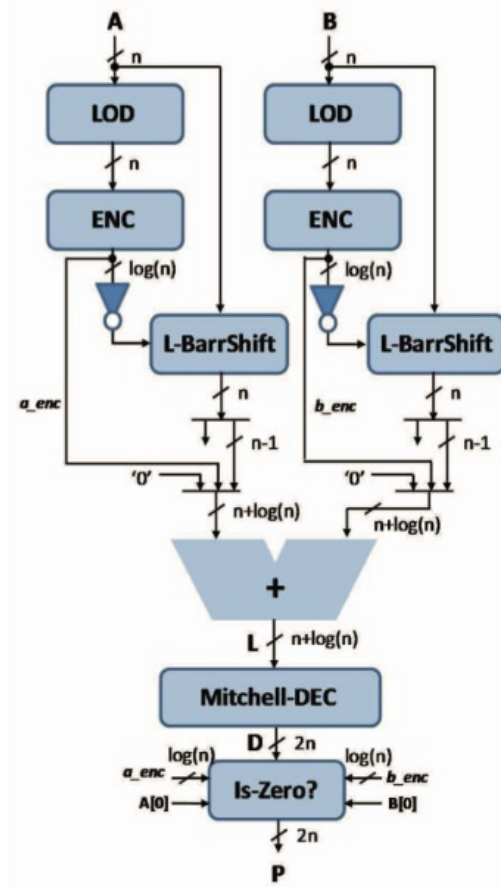 A B
n n
LOD LOD
n n
ENC ENC
log(n) log(n)
L-BarrShift L-BarrShift
a_enc n b_enc n
n-1 n-1
‘0’ ‘0’
n+log(n) n+log(n)
+
L n+log(n)
Mitchell-DEC
D 2n
log(n) log(n)
a_enc b_enc
Is-Zero?
A[0] B[0]
2n
P